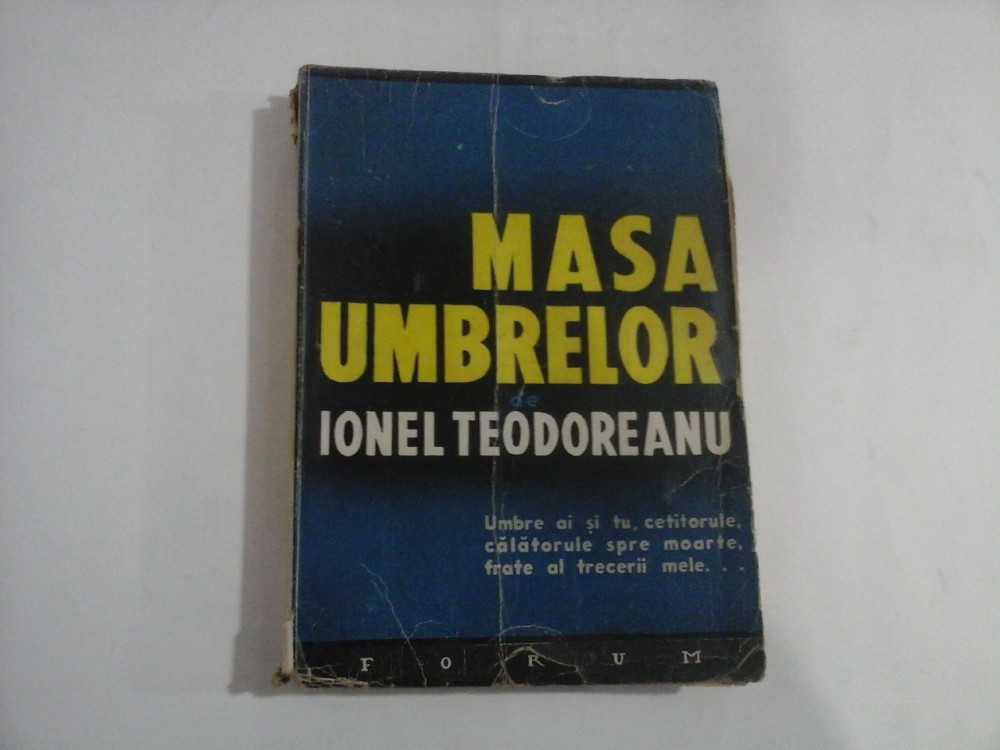 MASA
UMBRELOR
de
IONEL TEODOREANU
Umbre ai și tu, cetitorule,
călătorule spre moarte,
frate al trecerii mele. . .
FORUM